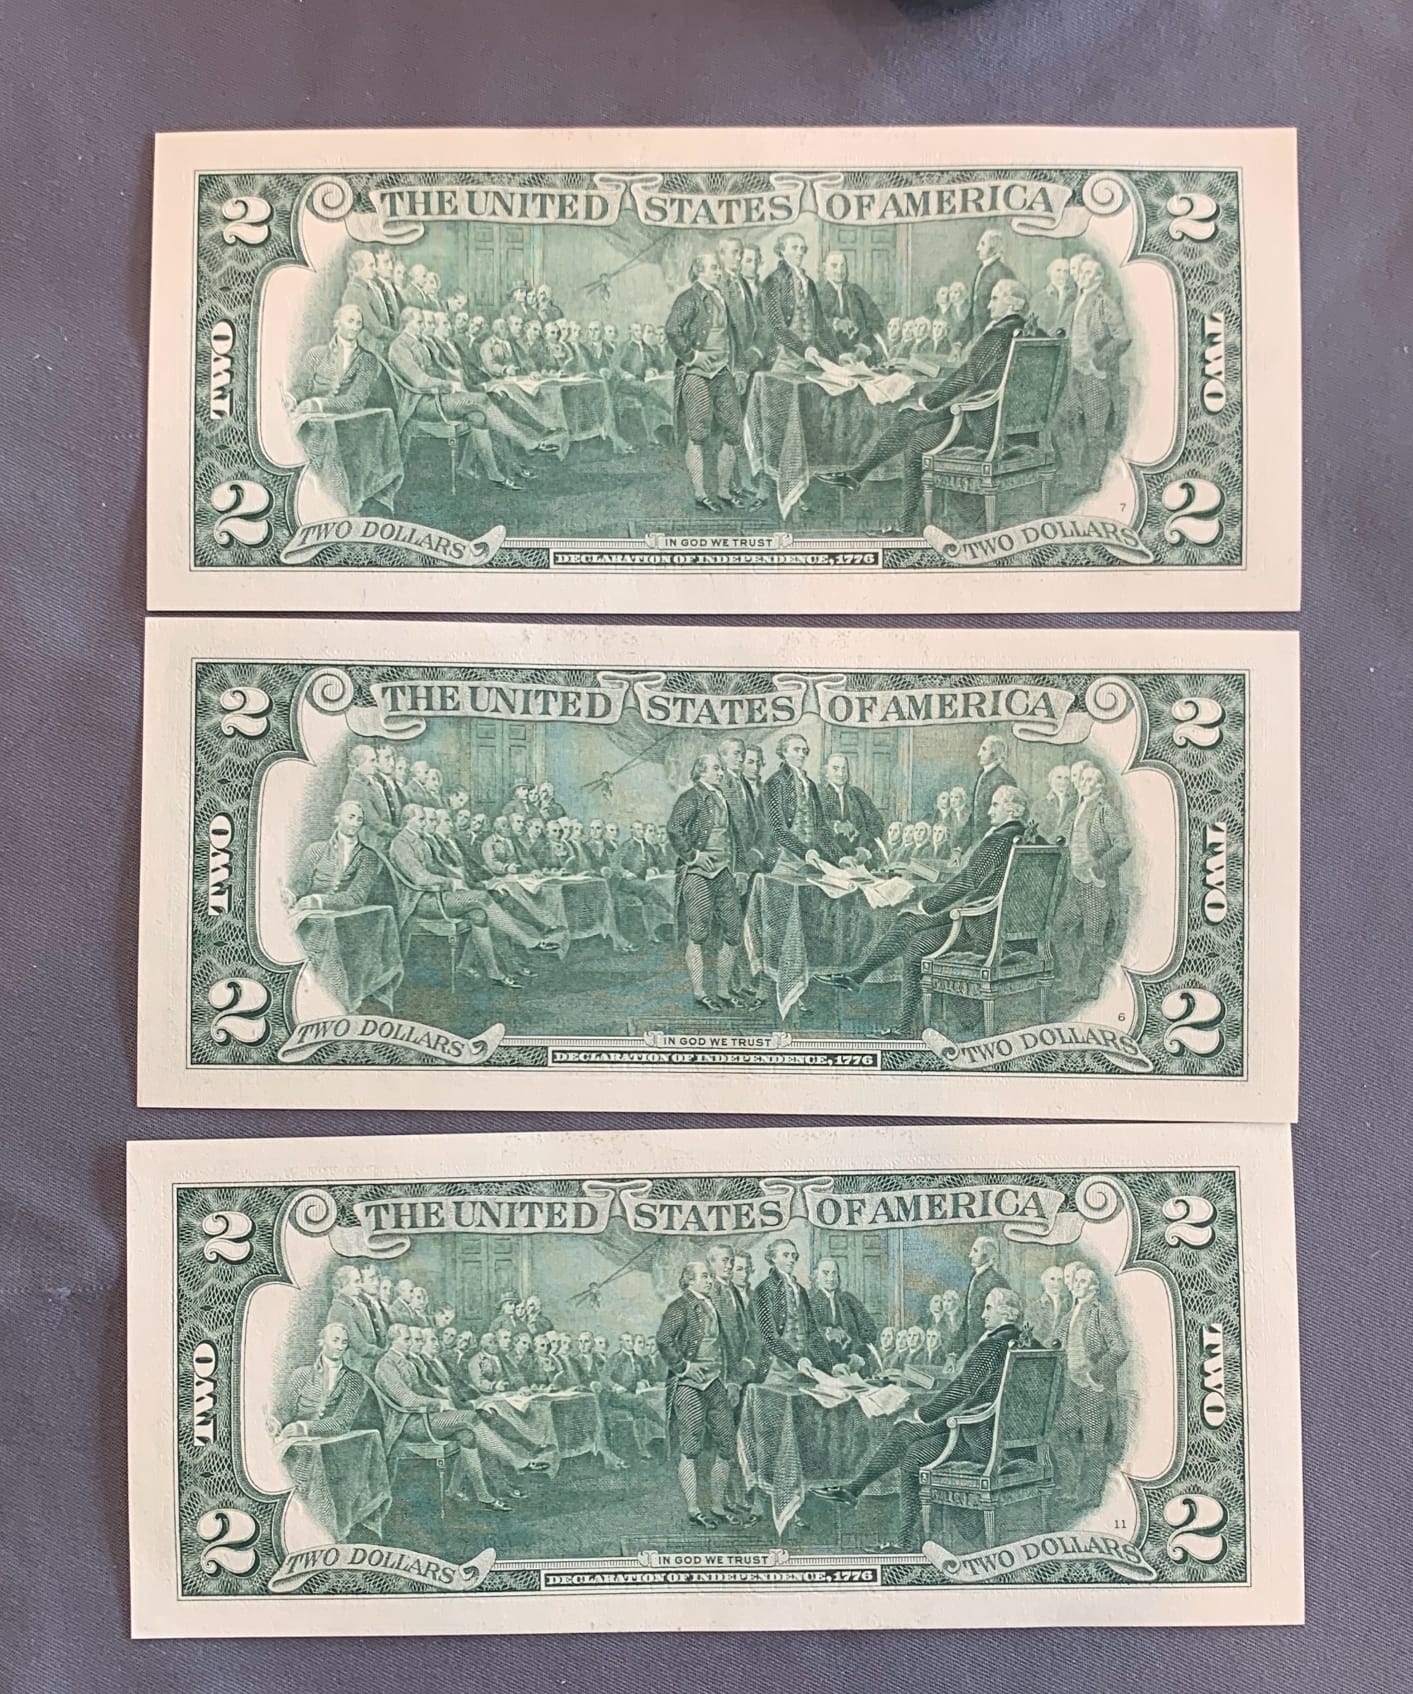 2 THE UNITED STATES OF AMERICA 2
TWO TWO
7
2 TWO DOLLARS IN GOD WE TRUST TWO DOLLARS 2
DECLARATION OF INDEPENDENCE, 1776
2 THE UNITED STATES OF AMERICA 2
TWO TWO
6
2 TWO DOLLARS IN GOD WE TRUST TWO DOLLARS 2
DECLARATION OF INDEPENDENCE, 1776
2 THE UNITED STATES OF AMERICA 2
TWO TWO
11
2 TWO DOLLARS IN GOD WE TRUST TWO DOLLARS 2
DECLARATION OF INDEPENDENCE, 1776